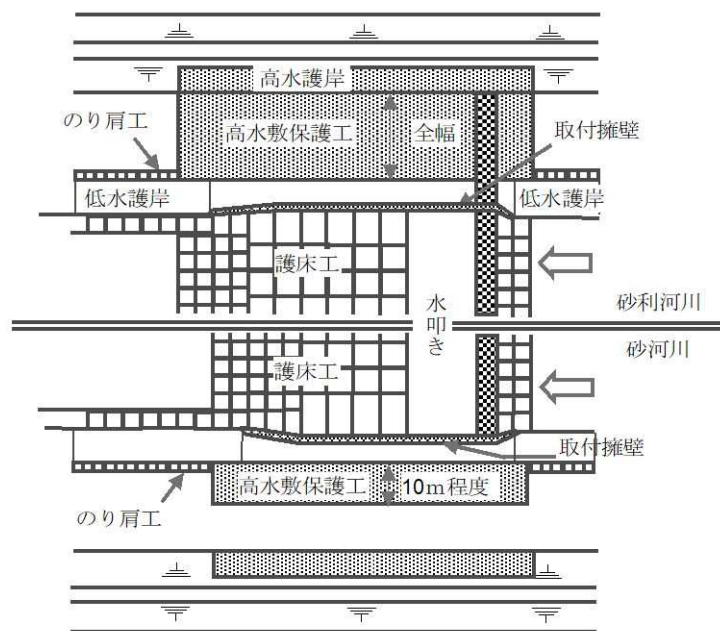 高水護岸
のり肩工
高水敷保護工
全幅
取付擁壁
低水護岸
低水護岸
護床工
水叩き
砂利河川
砂河川
護床工
取付擁壁
高水敷保護工
10m程度
のり肩工